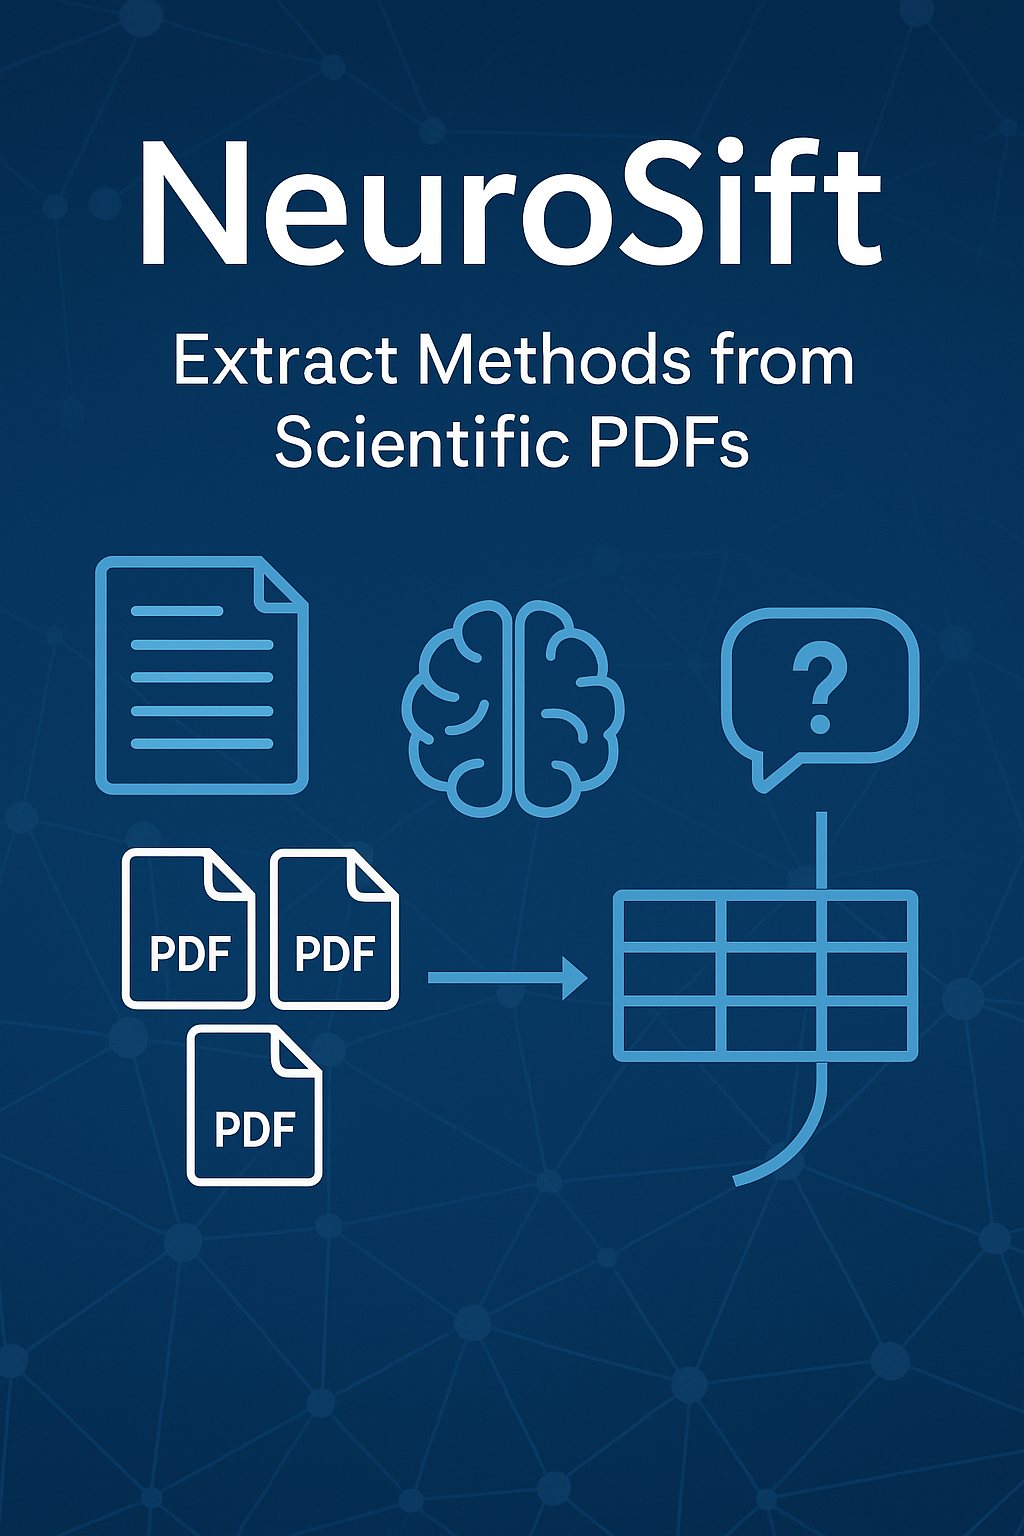 NeuroSift
Extract Methods from
Scientific PDFs
?
PDF PDF
PDF